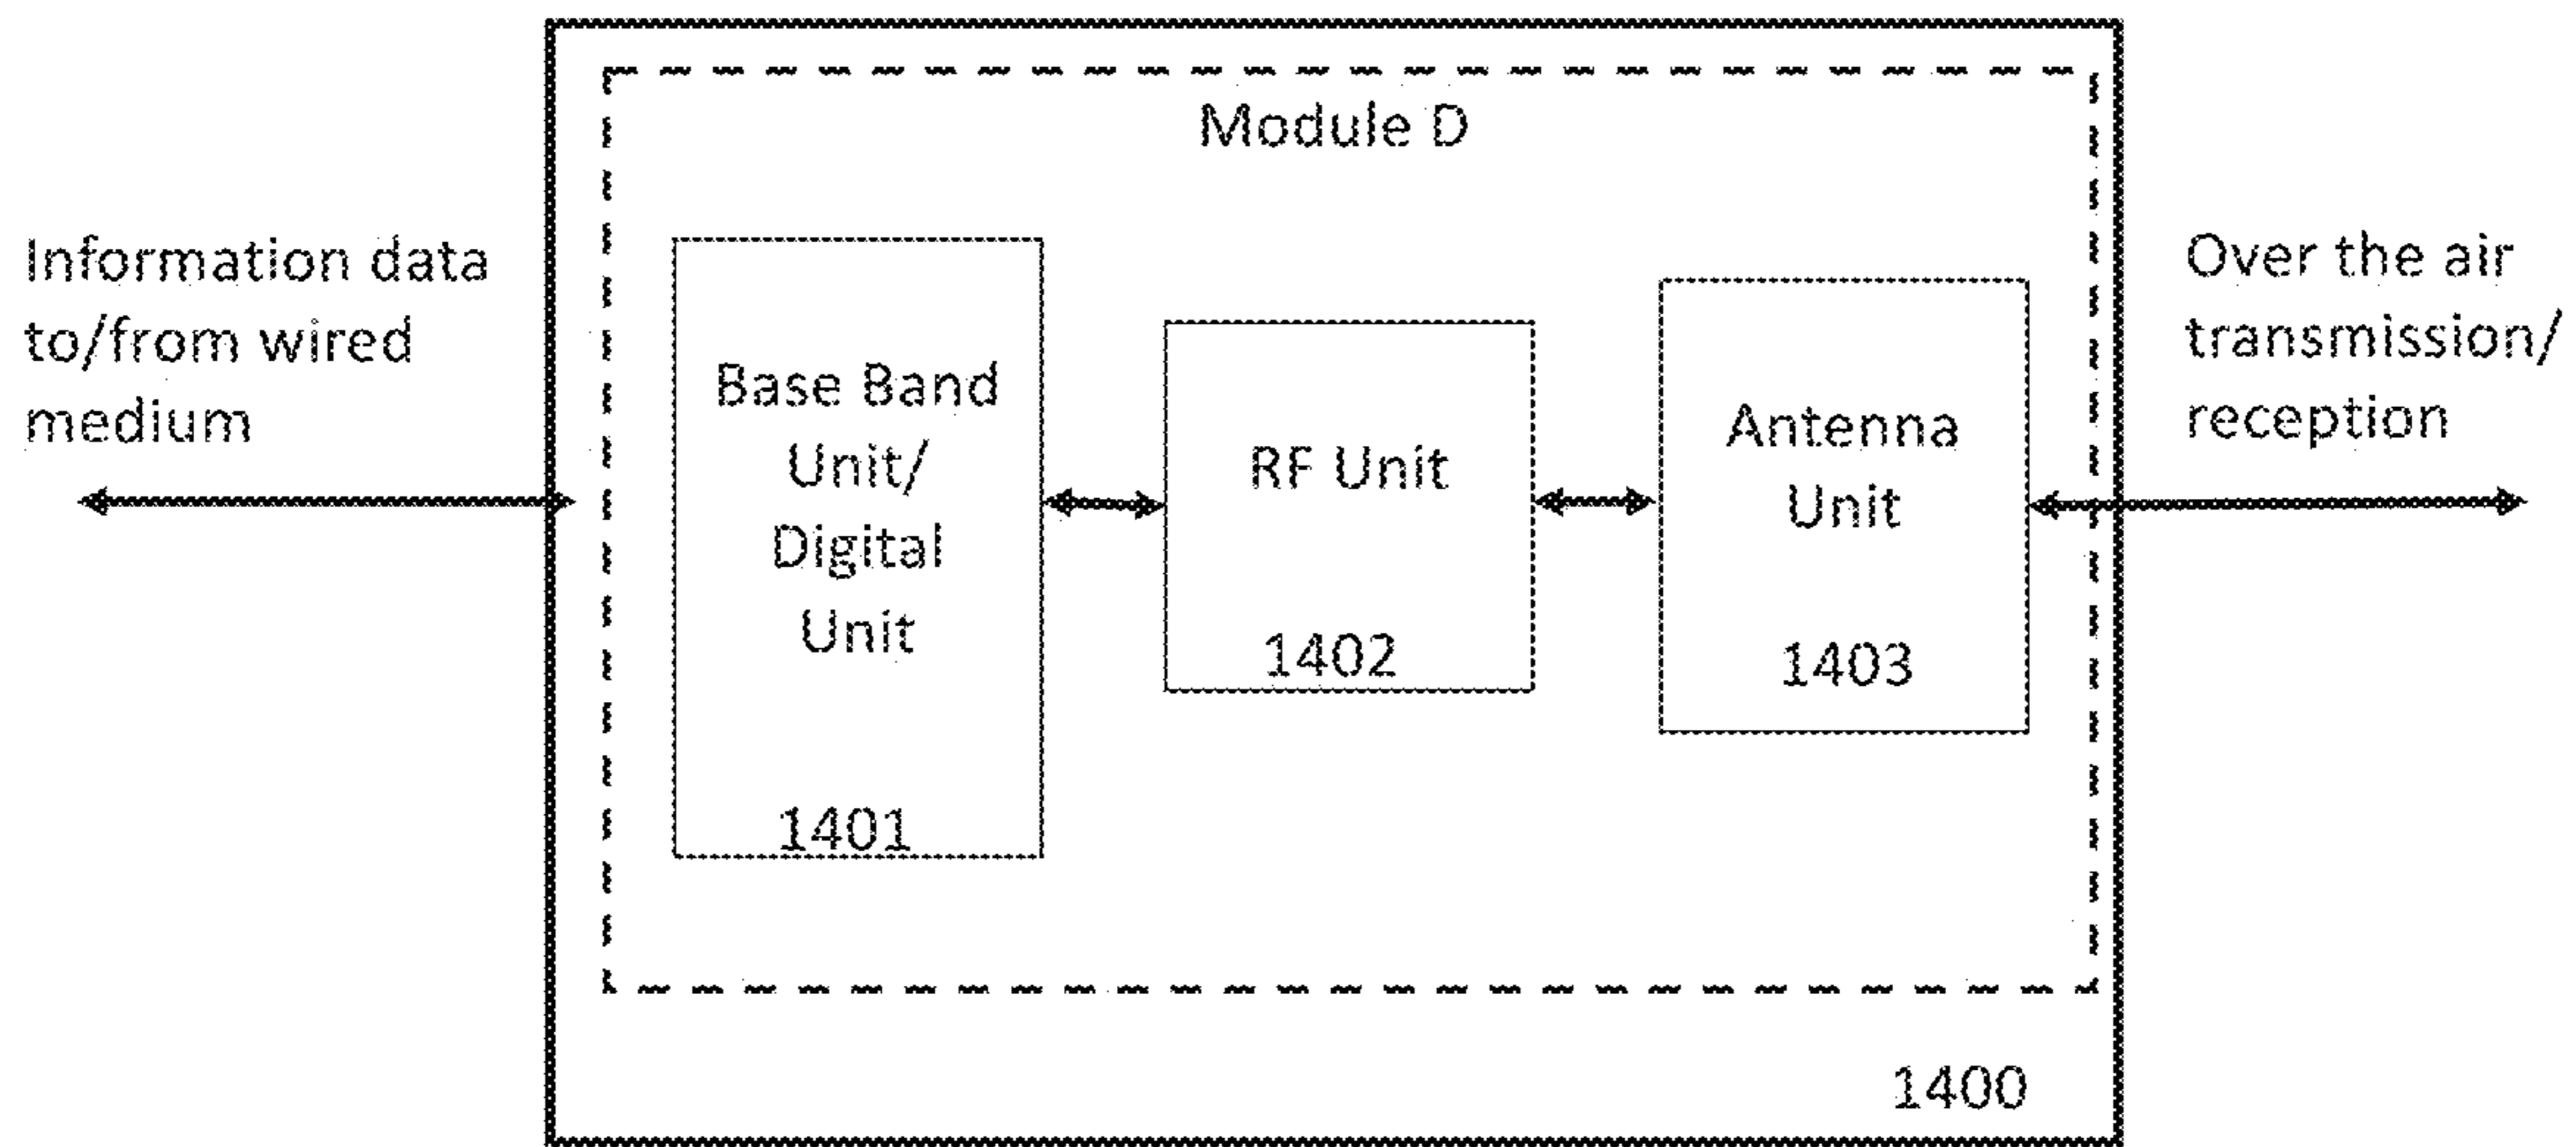 Module D
Information data
to/from wired
medium
Base Band
Unit/
Digital
Unit
1401
RF Unit
1402
Antenna
Unit
1403
Over the air
transmission/
reception
1400